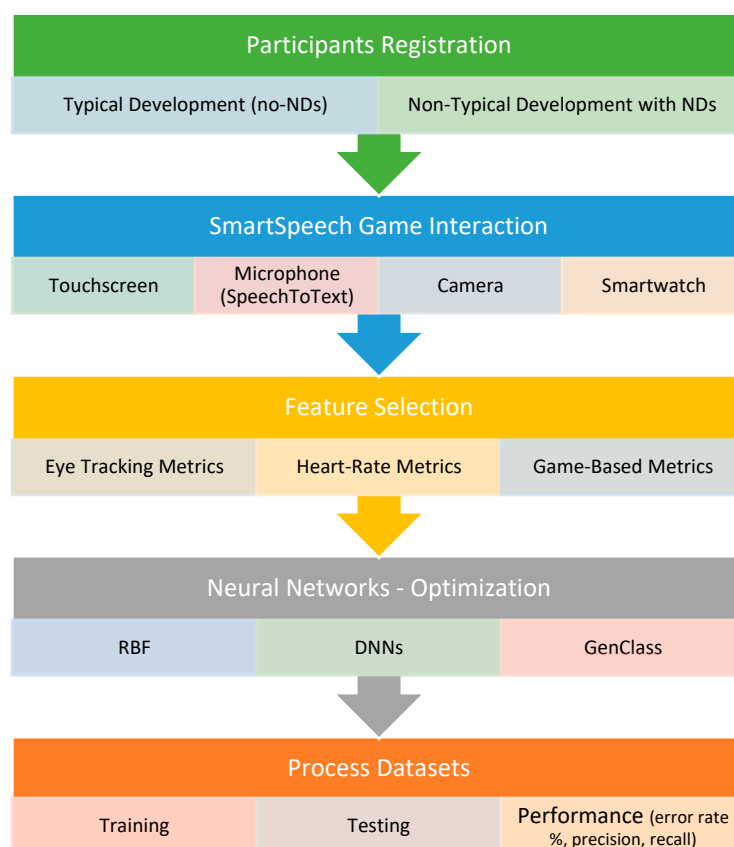 Participants Registration
Typical Development (no-NDs)
Non-Typical Development with NDs
SmartSpeech Game Interaction
Touchscreen
Microphone
(SpeechToText)
Camera
Smartwatch
Feature Selection
Eye Tracking Metrics
Heart-Rate Metrics
Game-Based Metrics
Neural Networks - Optimization
RBF
DNNs
GenClass
Process Datasets
Training
Testing
Performance (error rate
%, precision, recall)